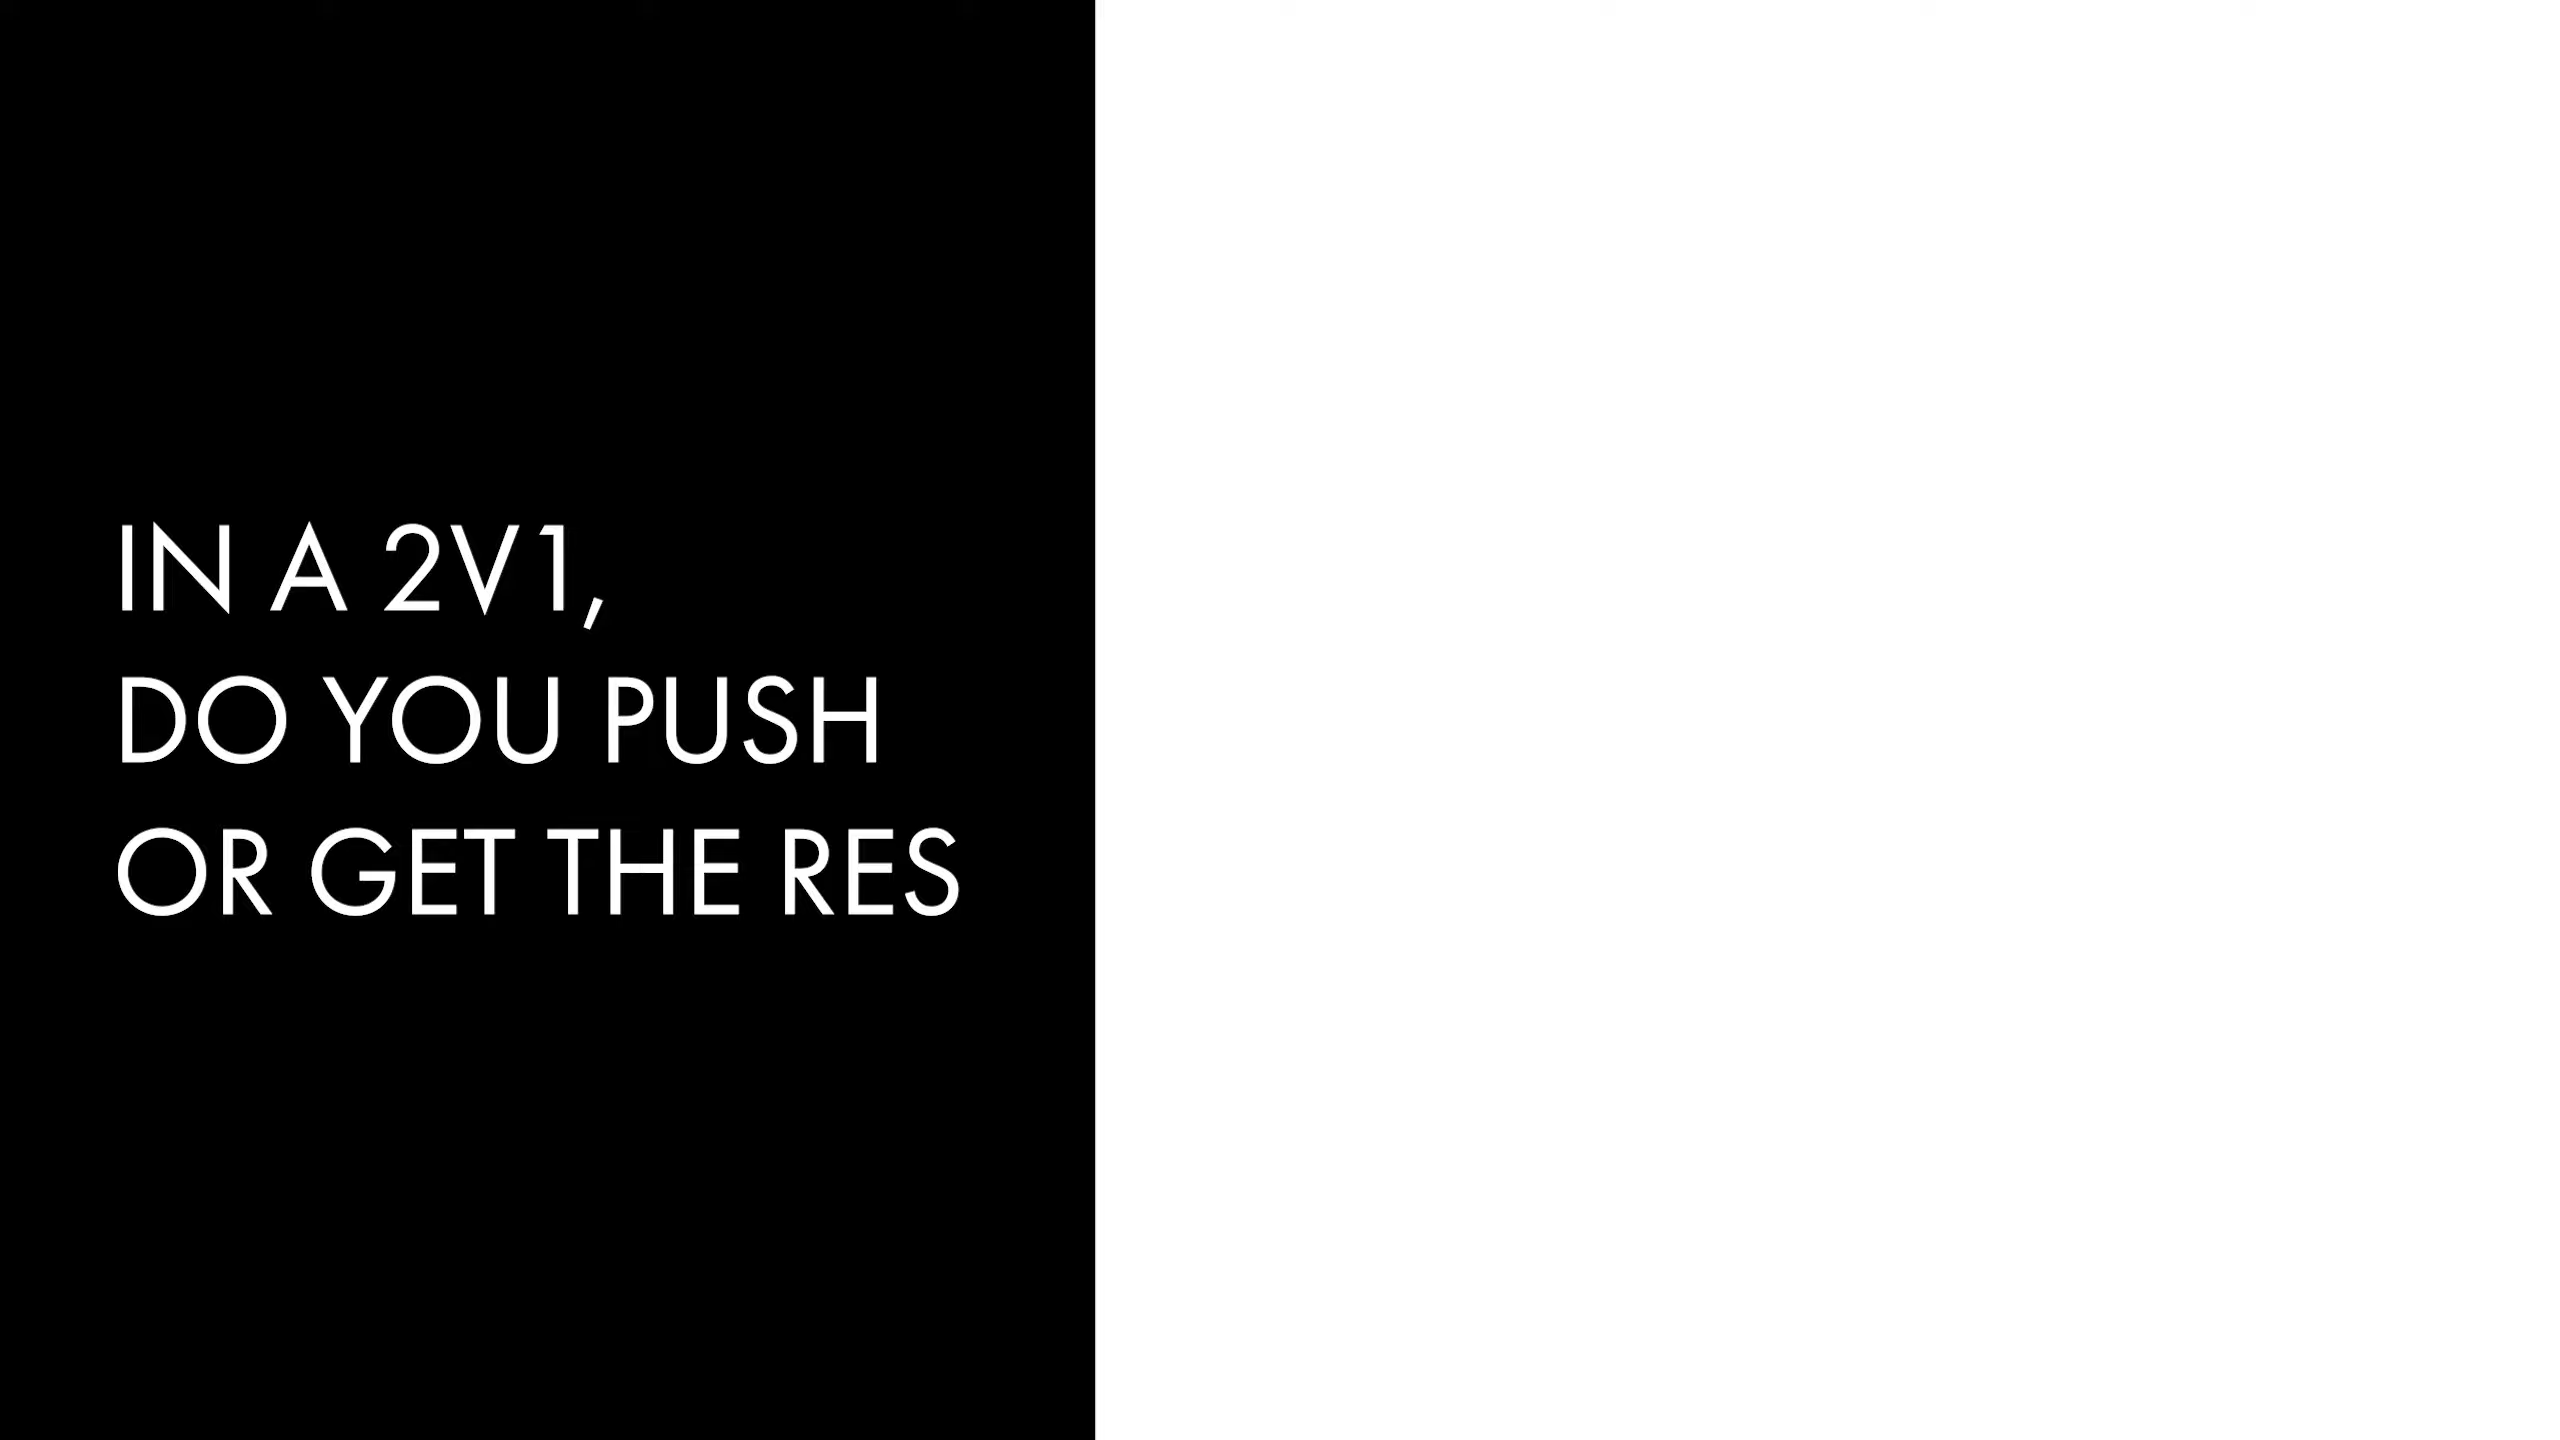 IN A 2V1,
DO YOU PUSH
OR GET THE RES